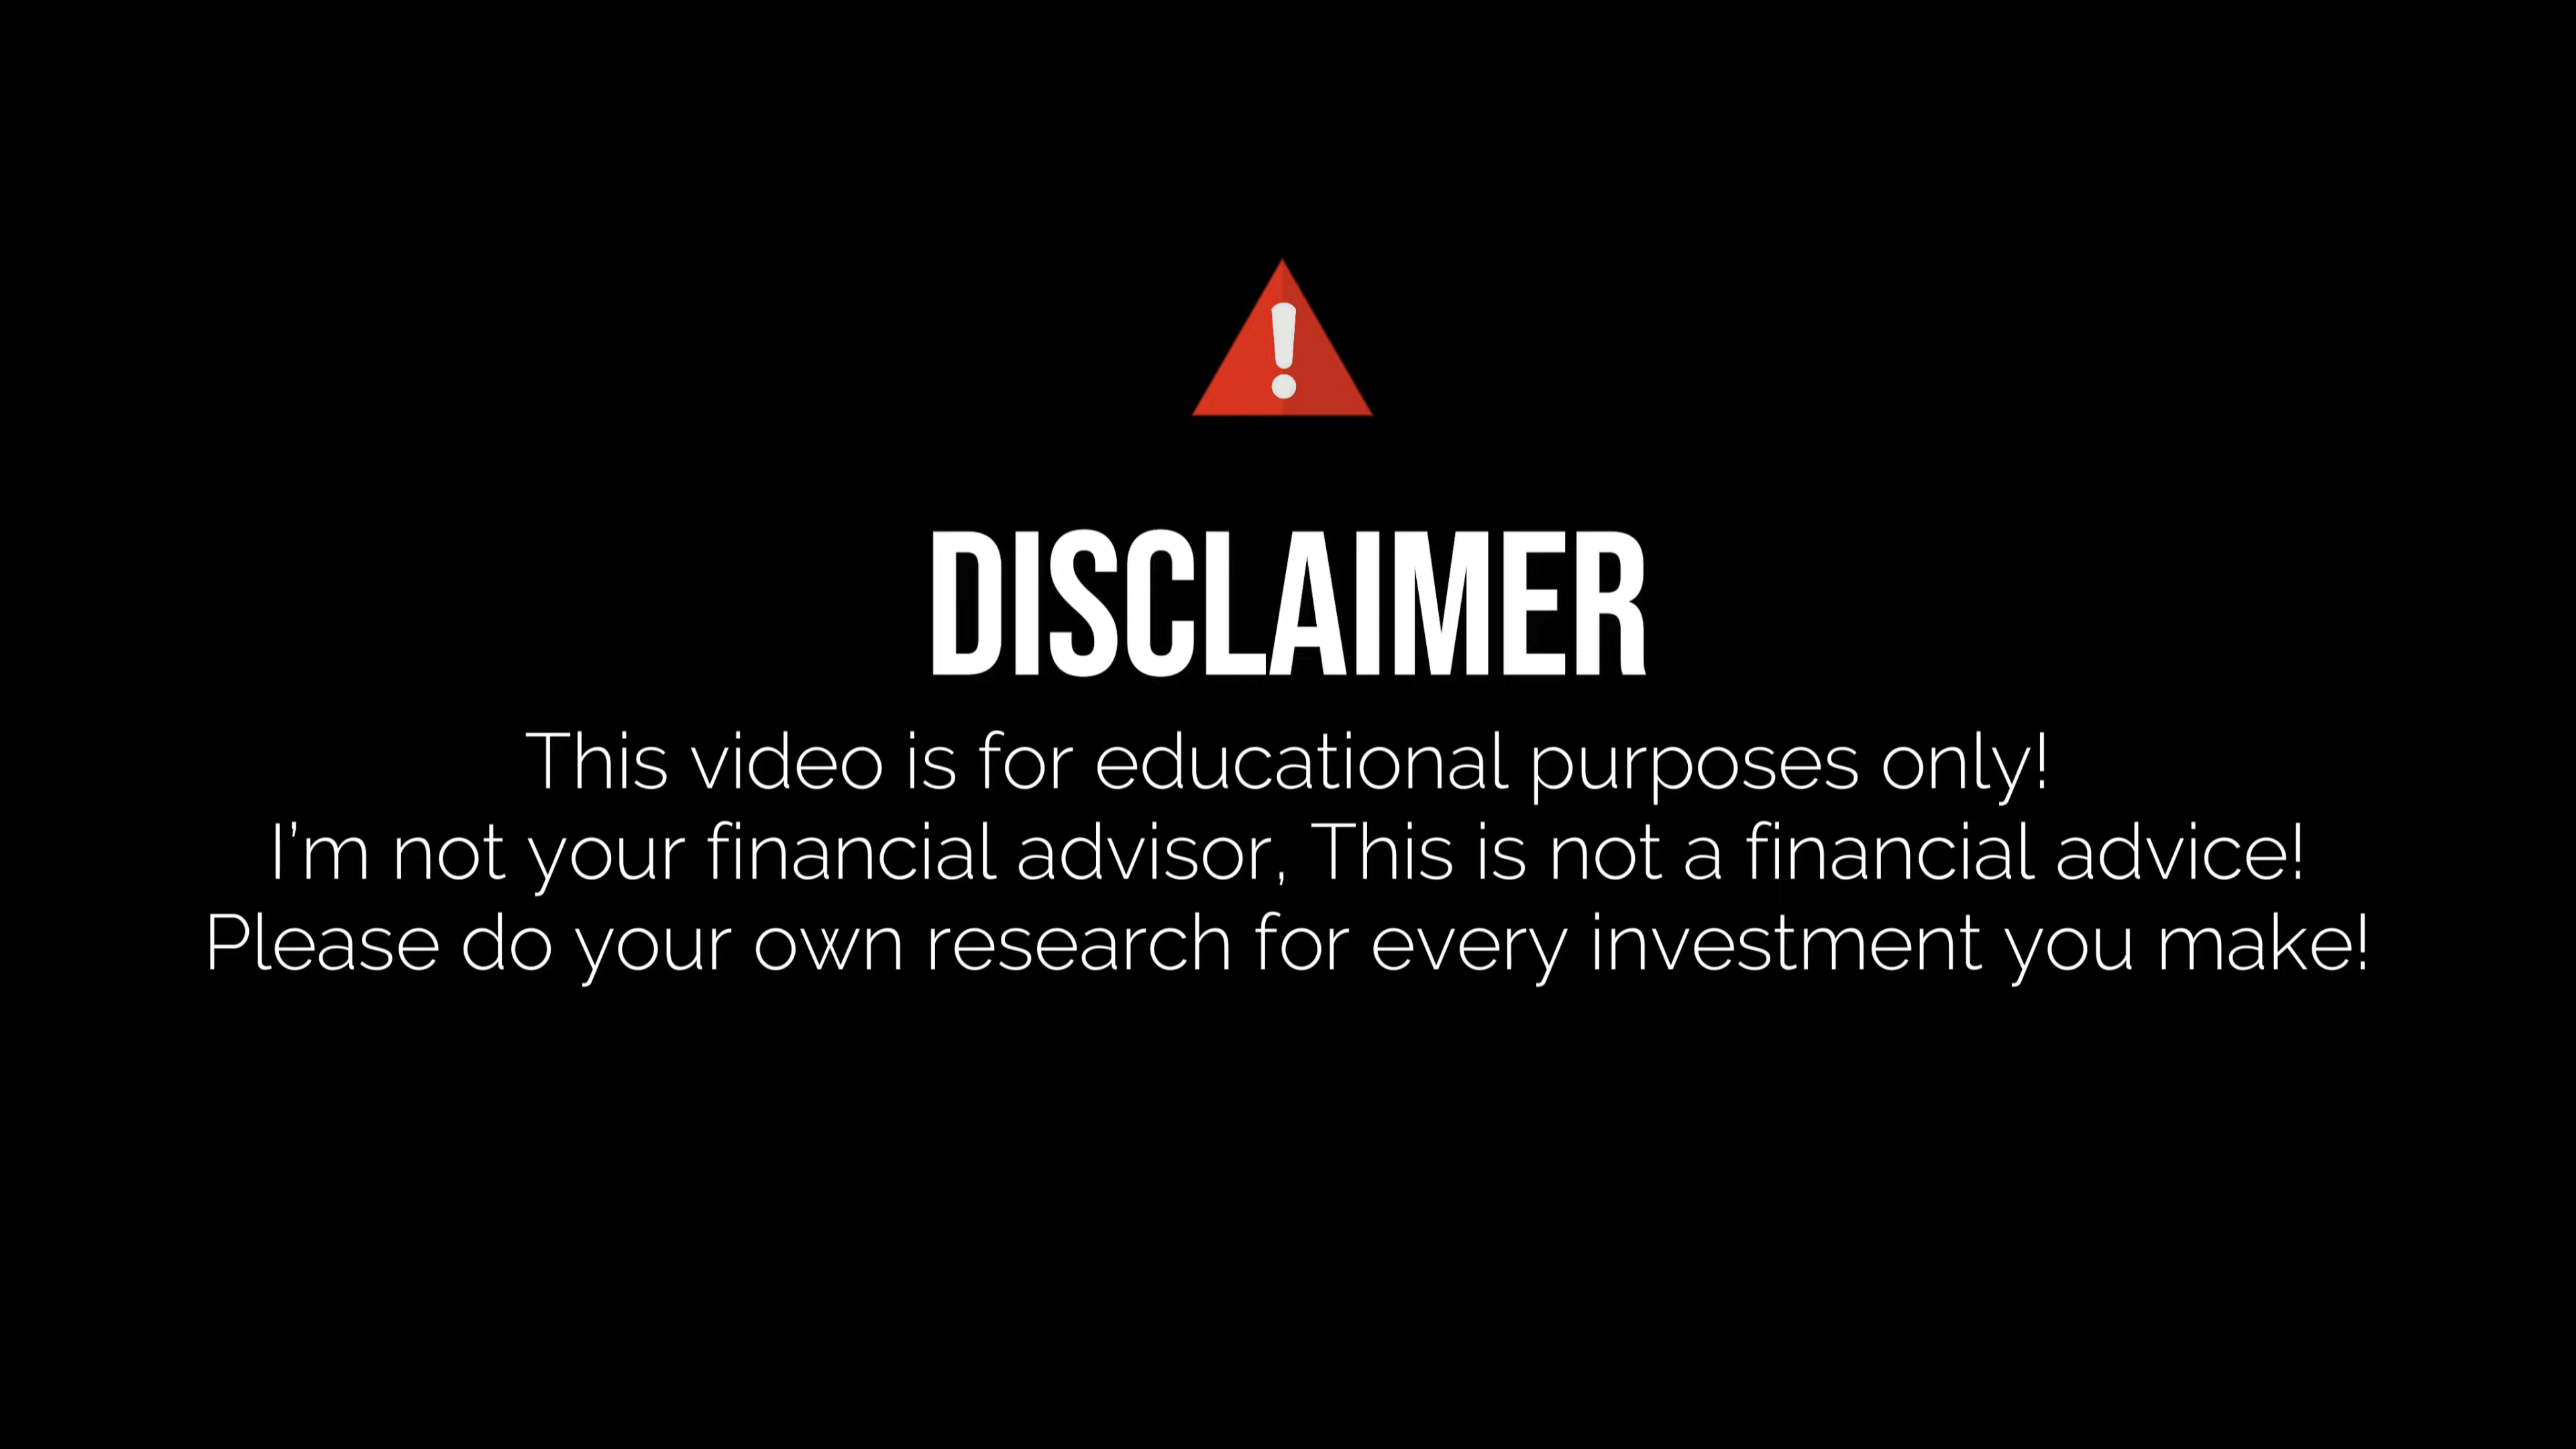 DISCLAIMER
This video is for educational purposes only!
I’m not your financial advisor, This is not a financial advice!
Please do your own research for every investment you make!